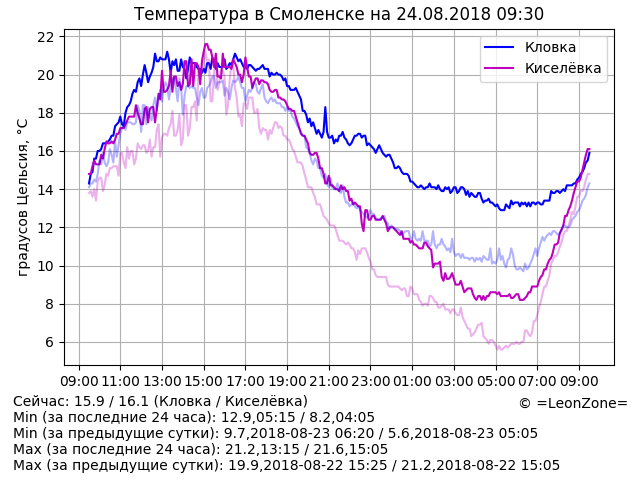 Температура в Смоленске на 24.08.2018 09:30
22
20
18
16
14
12
10
8
6
градусов Цельсия, °C
Кловка
Киселёвка
09:00 11:00 13:00 15:00 17:00 19:00 21:00 23:00 01:00 03:00 05:00 07:00 09:00
Сейчас: 15.9 / 16.1 (Кловка / Киселёвка)
© =LeonZone=
Min (за последние 24 часа): 12.9,05:15 / 8.2,04:05
Min (за предыдущие сутки): 9.7,2018-08-23 06:20 / 5.6,2018-08-23 05:05
Max (за последние 24 часа): 21.2,13:15 / 21.6,15:05
Max (за предыдущие сутки): 19.9,2018-08-22 15:25 / 21.2,2018-08-22 15:05